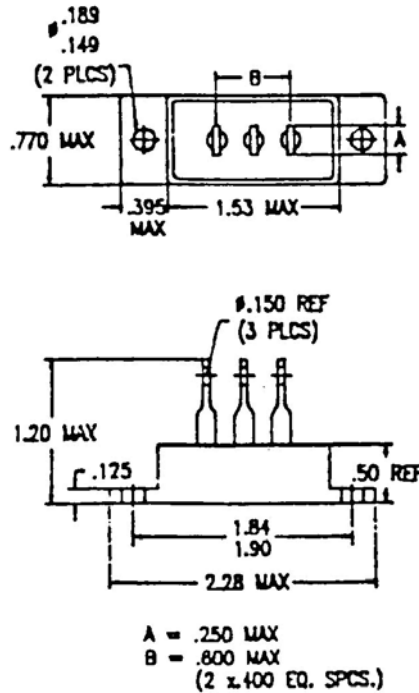 ø .189
.149
(2 PLCS)
B
.770 MAX
A
.395
MAX
1.53 MAX
ø.150 REF
(3 PLCS)
1.20 MAX
.125
.50 REF
1.84
1.90
2.28 MAX
A = .250 MAX
B = .800 MAX
(2 x.400 EQ. SPCS.)